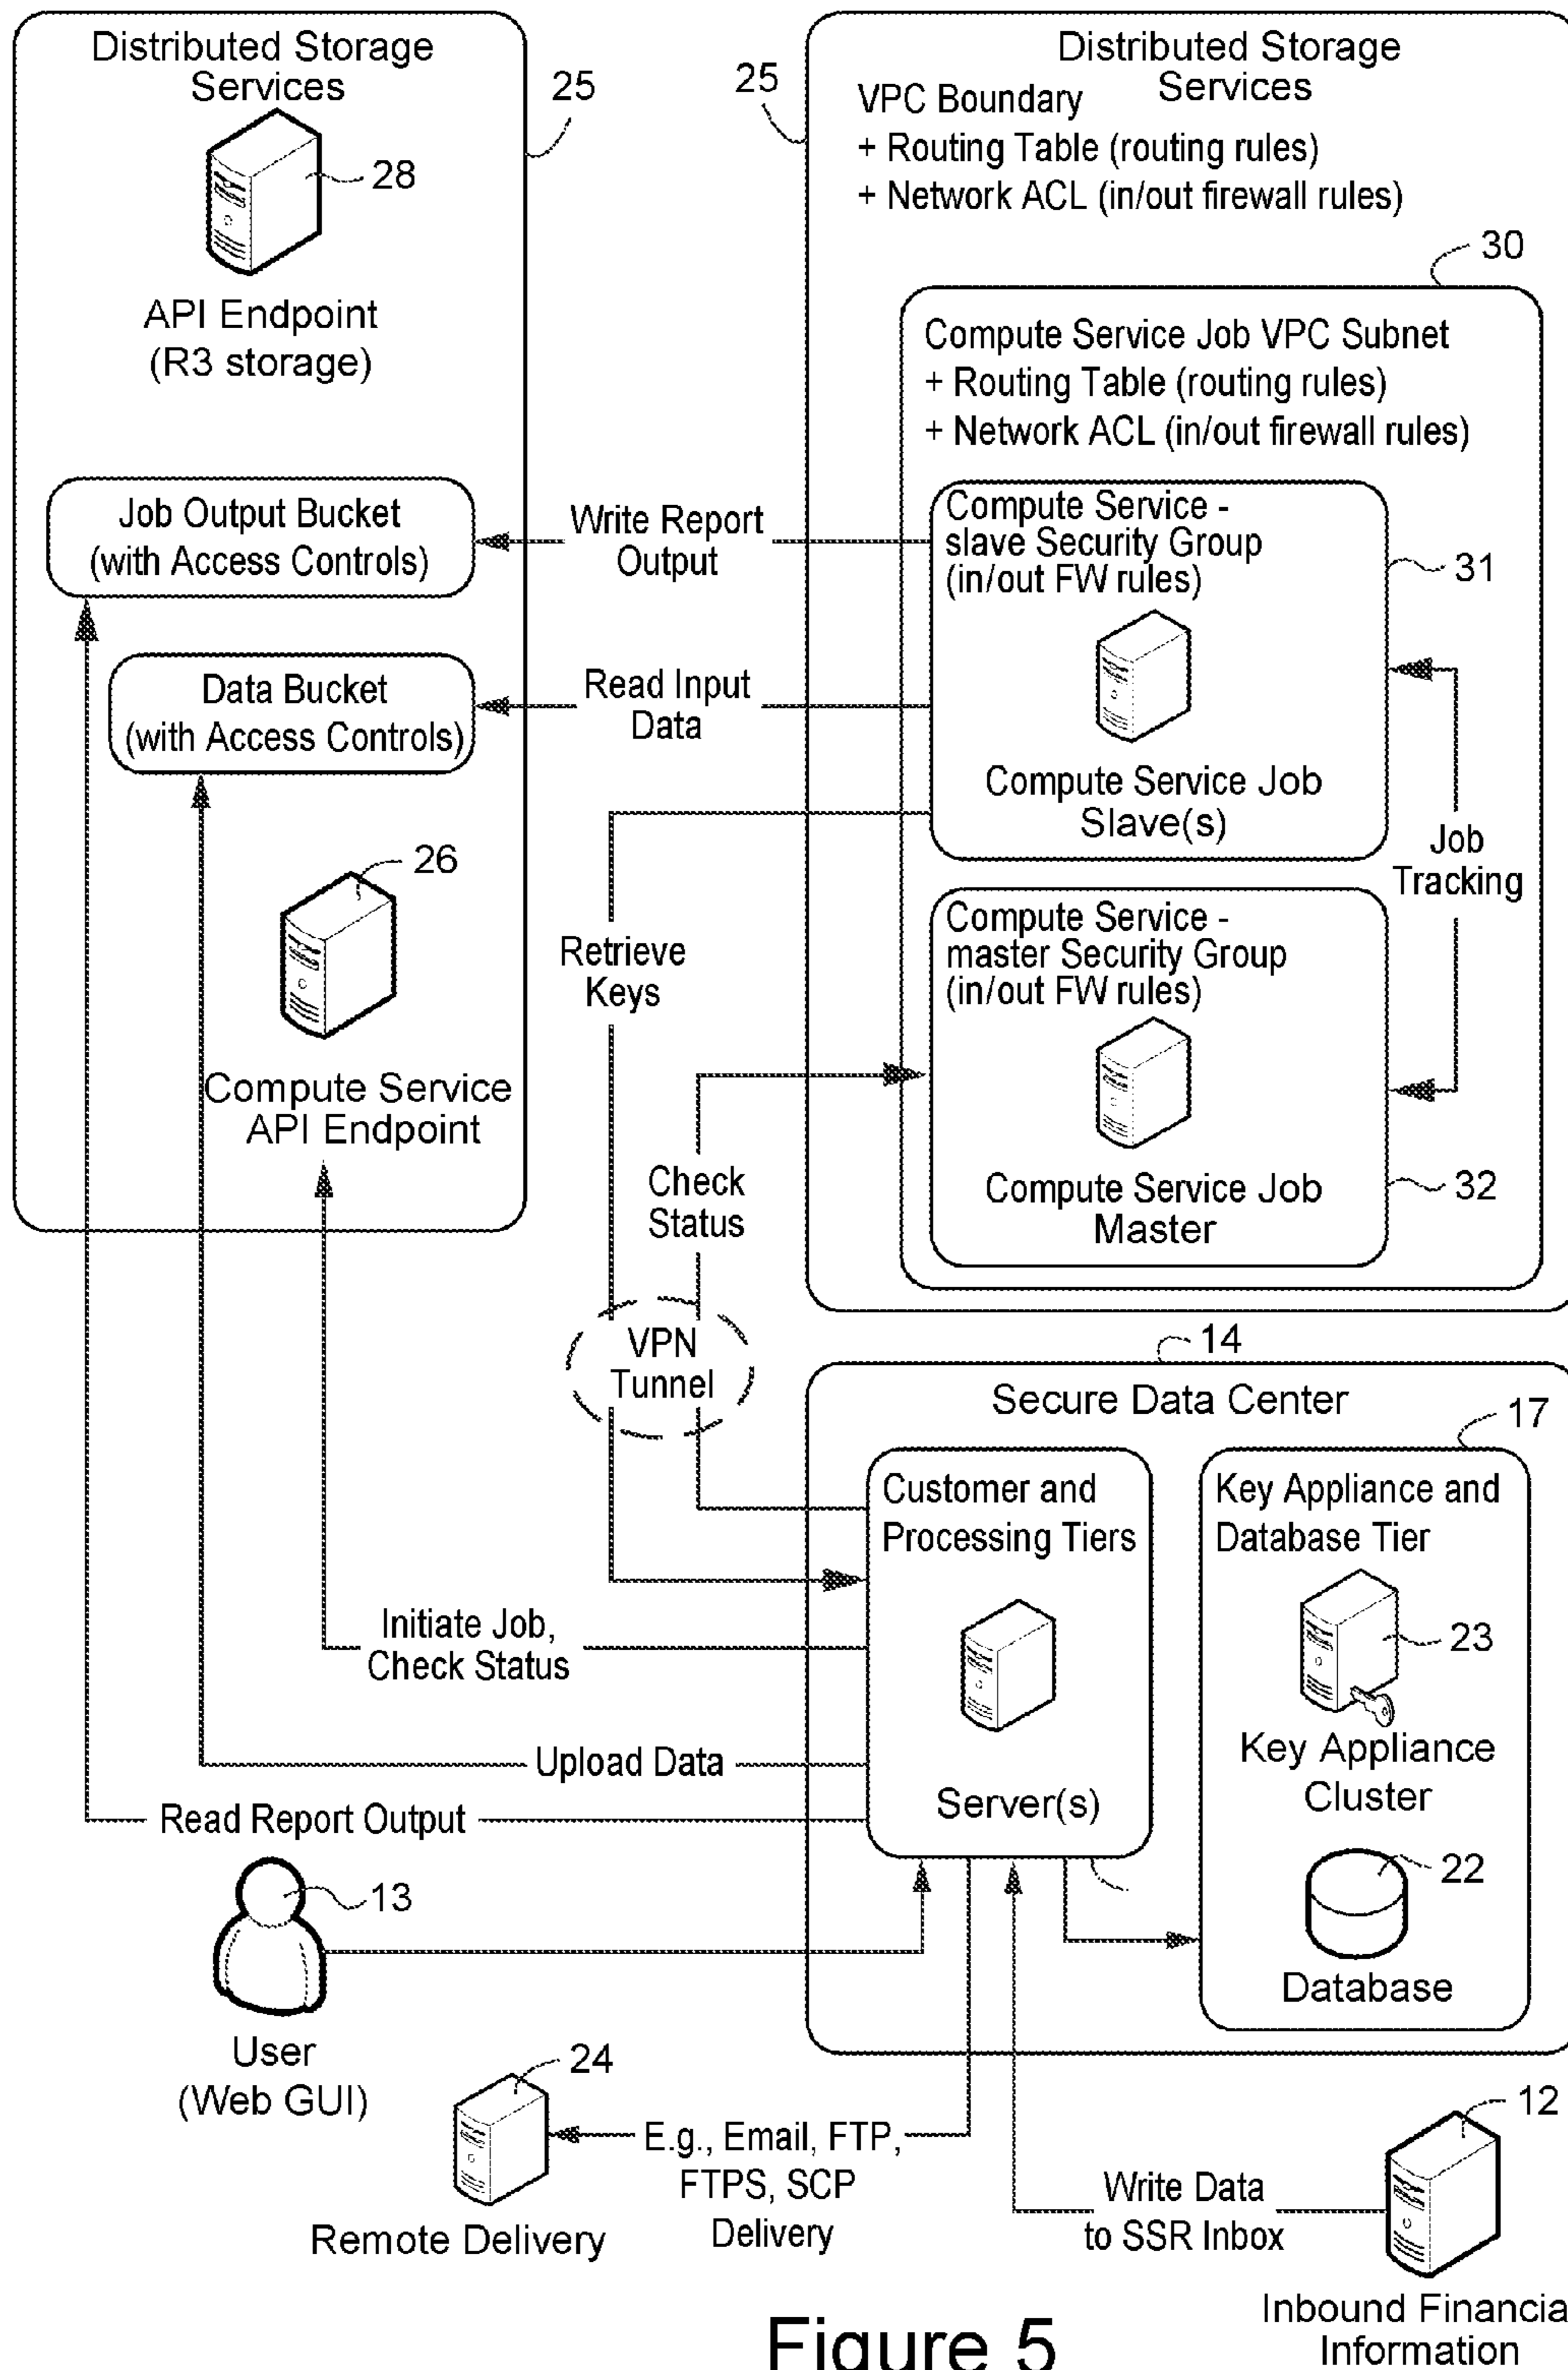 Distributed Storage
Services
25
28
API Endpoint
(R3 storage)
Job Output Bucket
(with Access Controls)
Data Bucket
(with Access Controls)
26
Compute Service
API Endpoint
25
Distributed Storage
Services
VPC Boundary
+ Routing Table (routing rules)
+ Network ACL (in/out firewall rules)
30
Compute Service Job VPC Subnet
+ Routing Table (routing rules)
+ Network ACL (in/out firewall rules)
Compute Service -
slave Security Group
(in/out FW rules)
31
Compute Service Job
Slave(s)
Job
Tracking
Compute Service -
master Security Group
(in/out FW rules)
Compute Service Job
Master
32
Write Report
Output
Read Input
Data
Retrieve
Keys
Check
Status
VPN
Tunnel
14
Secure Data Center
17
Customer and
Processing Tiers
Server(s)
Key Appliance and
Database Tier
23
Key Appliance
Cluster
22
Database
Initiate Job,
Check Status
Upload Data
Read Report Output
13
User
(Web GUI)
24
Remote Delivery
E.g., Email, FTP,
FTPS, SCP
Delivery
Write Data
to SSR Inbox
12
Inbound Financia
Information
Figure 5